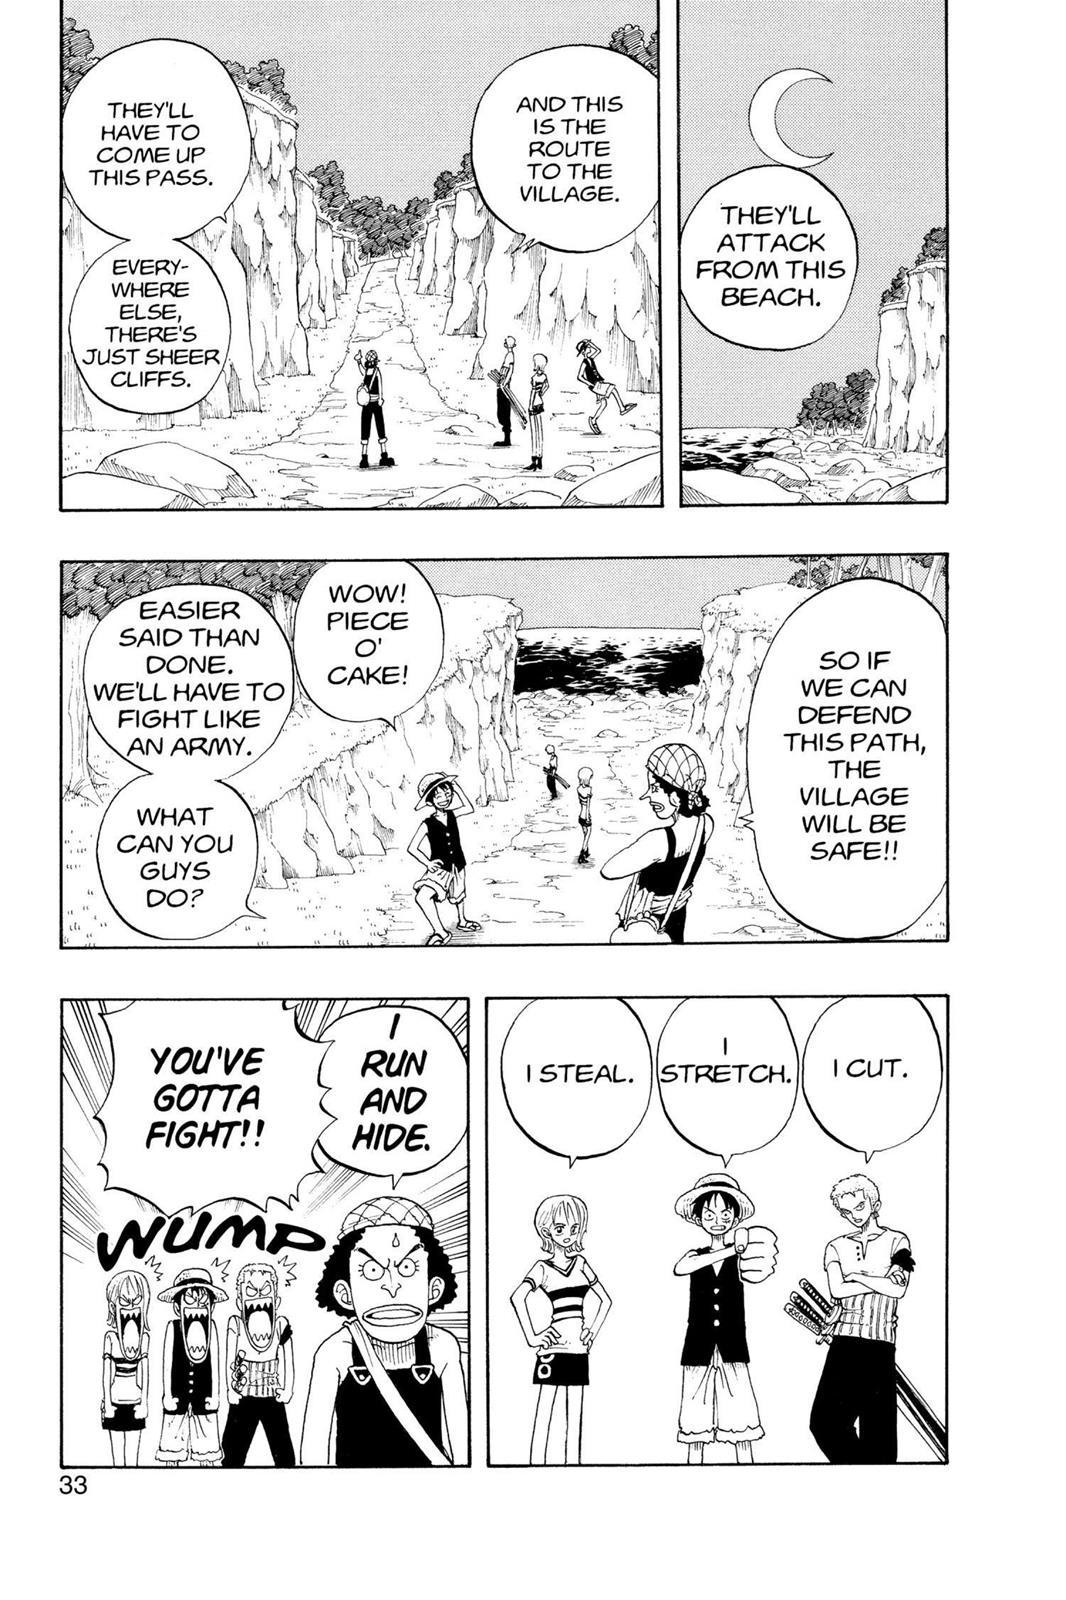 THEY'LL
ATTACK
FROM THIS
BEACH.
AND THIS
IS THE
ROUTE
TO THE
VILLAGE.
THEY'LL
HAVE TO
COME UP
THIS PASS.
EVERY-
WHERE
ELSE,
THERE'S
JUST SHEER
CLIFFS.
SO IF
WE CAN
DEFEND
THIS PATH,
THE
VILLAGE
WILL BE
SAFE!!
WOW!
PIECE
O'
CAKE!
EASIER
SAID THAN
DONE.
WE'LL HAVE TO
FIGHT LIKE
AN ARMY.
WHAT
CAN YOU
GUYS
DO?
I CUT.
I
STRETCH.
I STEAL.
I
RUN
AND
HIDE.
YOU'VE
GOTTA
FIGHT!!
WUMP
33